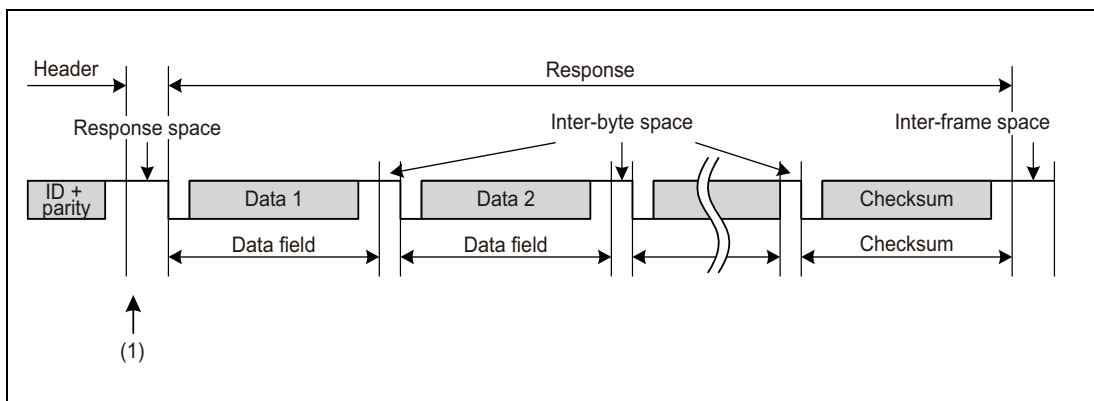 Header
Response
Response space
Inter-byte space
Inter-frame space
ID +
parity
Data 1
Data 2
Checksum
Data field
Data field
Checksum
(1)